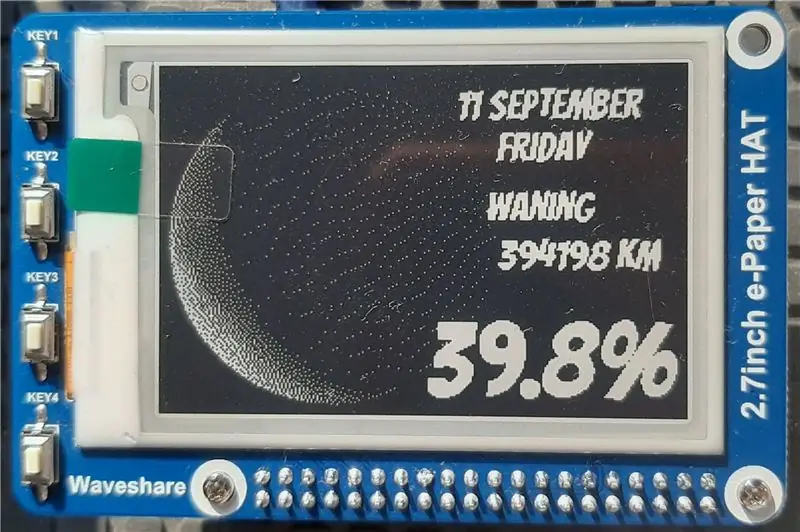 KEY1
KEY2
KEY3
KEY4
11 SEPTEMBER
FRIDAY
WANING
394198 KM
39.8%
2.7inch e-Paper HAT
Waveshare